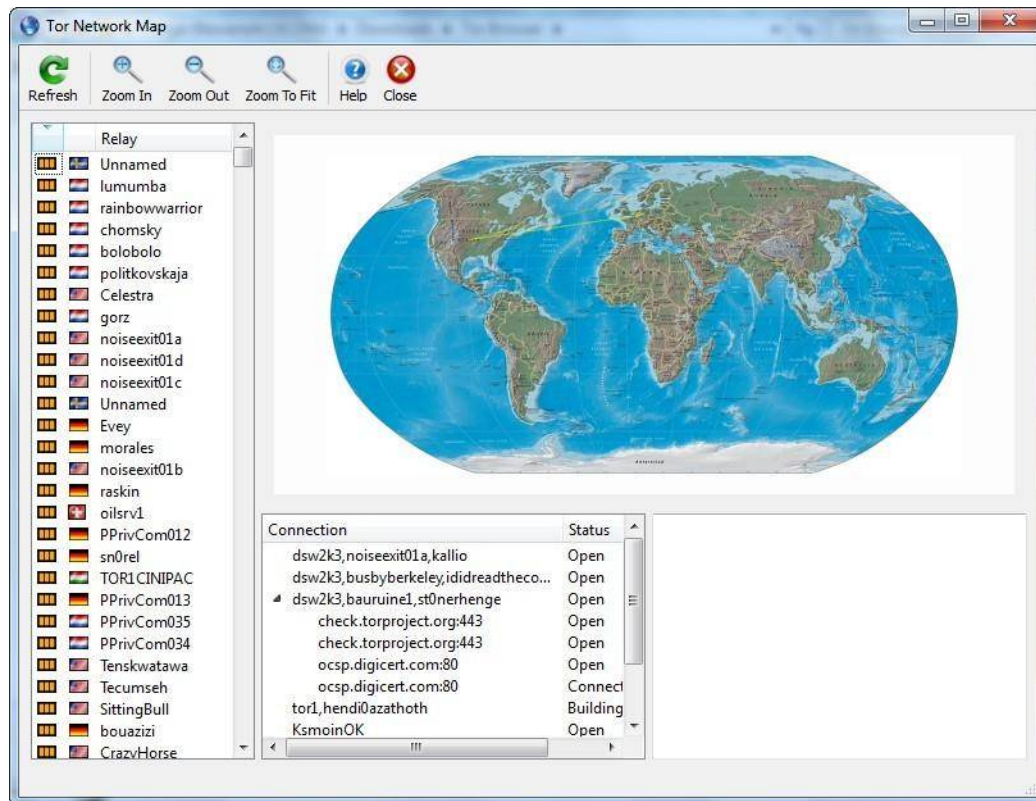 Tor Network Map
Refresh Zoom In Zoom Out Zoom To Fit Help Close
Relay
Unnamed
lumumba
rainbowwarrior
chomsky
bolobolo
politkovskaja
Celestra
gorz
noiseexit01a
noiseexit01d
noiseexit01c
Unnamed
Evey
morales
noiseexit01b
raskin
oilsrv1
PPrivCom012
sn0rel
TOR1CINIPAC
PPrivCom013
PPrivCom035
PPrivCom034
Tenskwatawa
Tecumseh
SittingBull
bouazizi
CrazyHorse
Connection Status
dsw2k3,noiseexit01a,kallio Open
dsw2k3,busbyberkeley,ididreadtheco... Open
dsw2k3,bauruine1,st0nerhenge Open
check.torproject.org:443 Open
check.torproject.org:443 Open
ocsp.digicert.com:80 Open
ocsp.digicert.com:80 Connect
tor1,hendi0azathoth Building
KsmoinOK Open